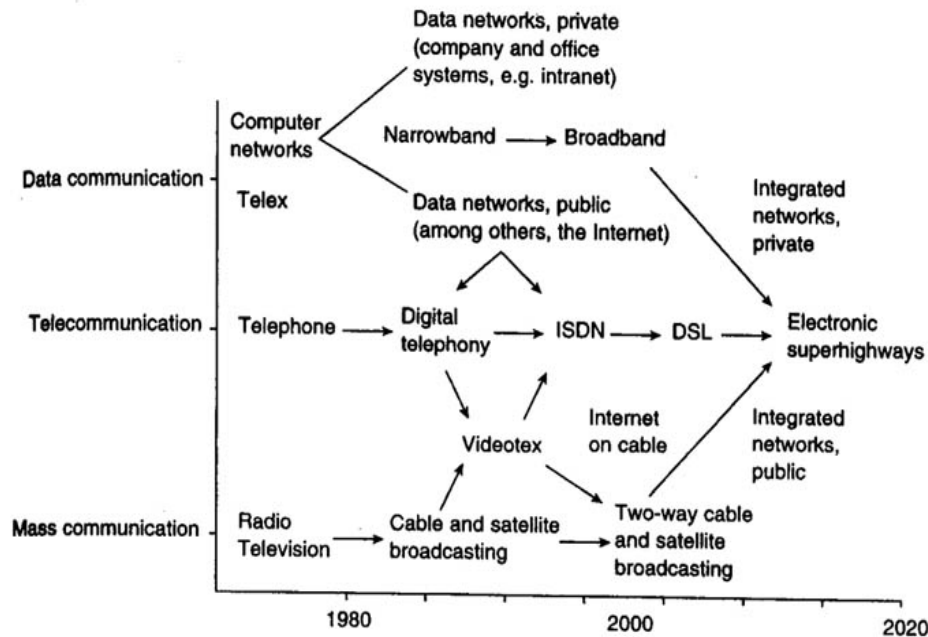 Data networks, private
(company and office
systems, e.g. intranet)
Computer
networks
Narrowband
Broadband
Data communication
Telex
Data networks, public
(among others, the Internet)
Integrated
networks,
private
Telecommunication
Telephone
Digital
telephony
ISDN
DSL
Electronic
superhighways
Videotex
Internet
on cable
Integrated
networks,
public
Mass communication
Radio
Television
Cable and satellite
broadcasting
Two-way cable
and satellite
broadcasting
1980
2000
2020